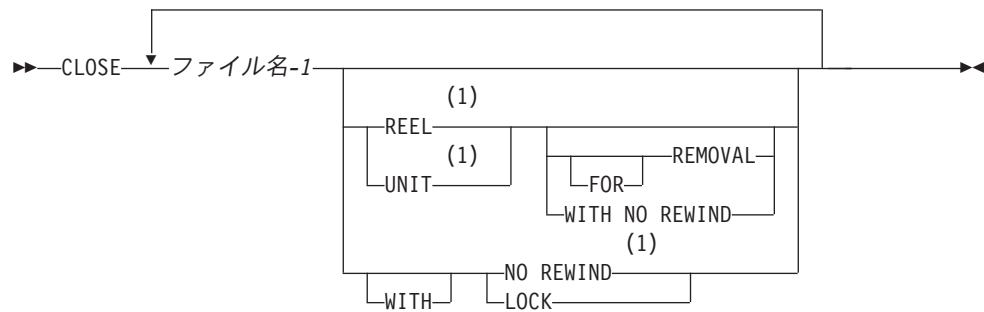 CLOSE ファイル名-1
(1)
REEL
(1)
UNIT
REMOVAL
FOR
WITH NO REWIND
(1)
NO REWIND
WITH
LOCK